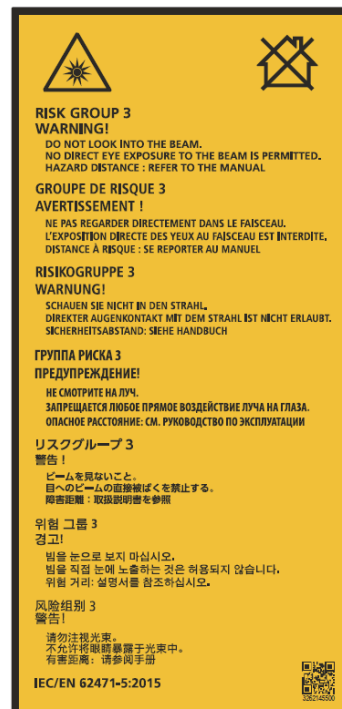 RISK GROUP 3
WARNING!
DO NOT LOOK INTO THE BEAM.
NO DIRECT EYE EXPOSURE TO THE BEAM IS PERMITTED.
HAZARD DISTANCE : REFER TO THE MANUAL
GROUPE DE RISQUE 3
AVERTISSEMENT !
NE PAS REGARDER DIRECTEMENT DANS LE FAISCEAU.
L'EXPOSITION DIRECTE DES YEUX AU FAISCEAU EST INTERDITE.
DISTANCE À RISQUE : SE REPORTER AU MANUEL
RISIKOGRUPPE 3
WARNUNG!
SCHAUEN SIE NICHT IN DEN STRAHL.
DIREKTER AUGENKONTAKT MIT DEM STRAHL IST NICHT ERLAUBT.
SICHERHEITSABSTAND: SIEHE HANDBUCH
ГРУППА РИСКА 3
ПРЕДУПРЕЖДЕНИЕ!
НЕ СМОТРИТЕ НА ЛУЧ.
ЗАПРЕЩАЕТСЯ ЛЮБОЕ ПРЯМОЕ ВОЗДЕЙСТВИЕ ЛУЧА НА ГЛАЗА.
ОПАСНОЕ РАССТОЯНИЕ: СМ. РУКОВОДСТВО ПО ЭКСПЛУАТАЦИИ
リスクグループ 3
警告！
ビームを見ないこと。
目へのビームの直接被ばくを禁止する。
障害距離：取扱説明書を参照
위험 그룹 3
경고!
빔을 눈으로 보지 마십시오.
빔을 직접 눈에 노출하는 것은 허용되지 않습니다.
위험 거리: 설명서를 참조하십시오.
风险组别 3
警告!
请勿注视光束。
不允许将眼睛暴露于光束中。
有害距离：请参阅手册
IEC/EN 62471-5:2015
3262145500